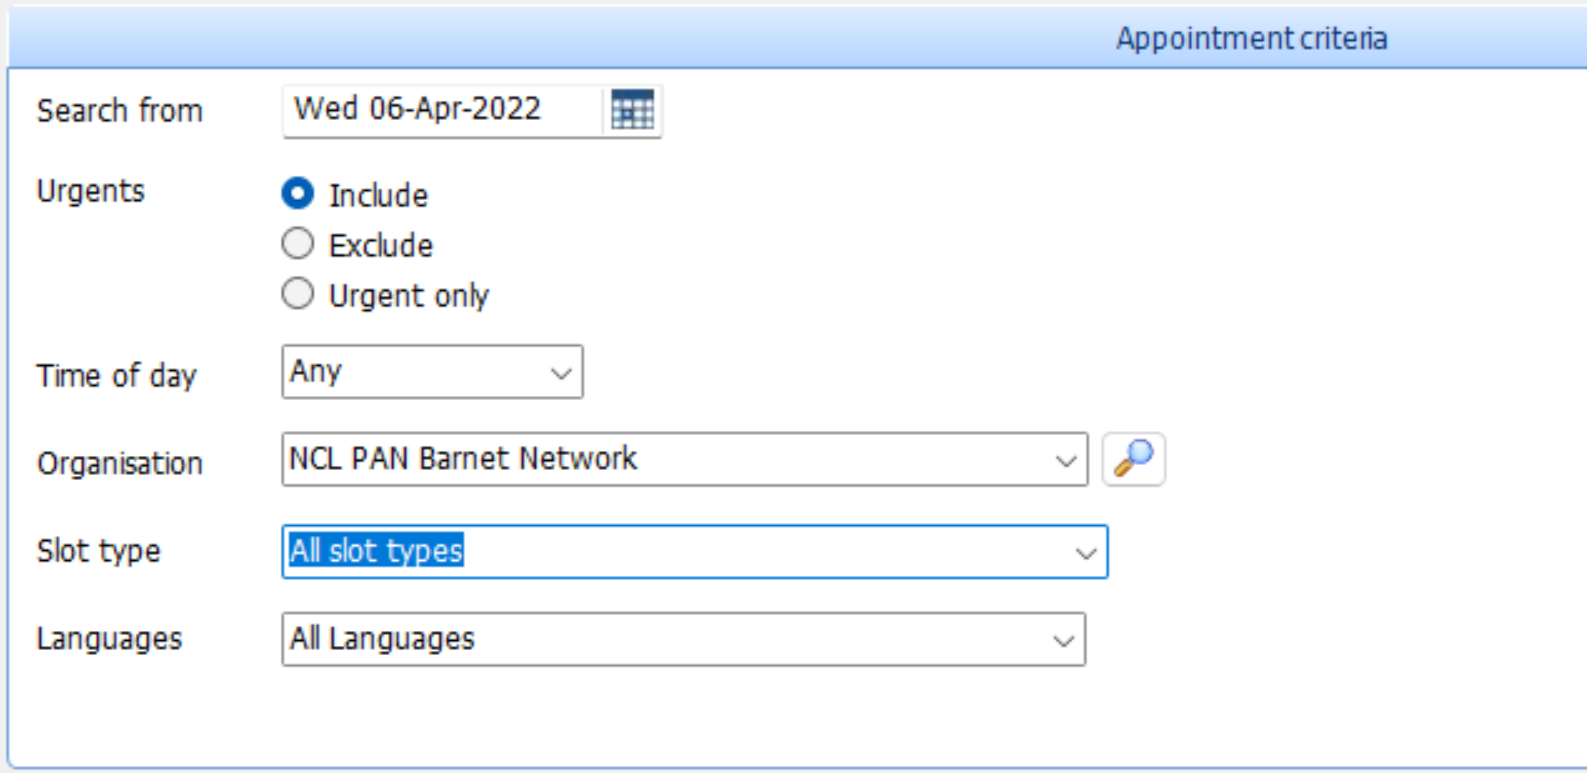 Appointment criteria
Search from Wed 06-Apr-2022
Urgents Include
Exclude
Urgent only
Time of day Any
Organisation NCL PAN Barnet Network
Slot type All slot types
Languages All Languages